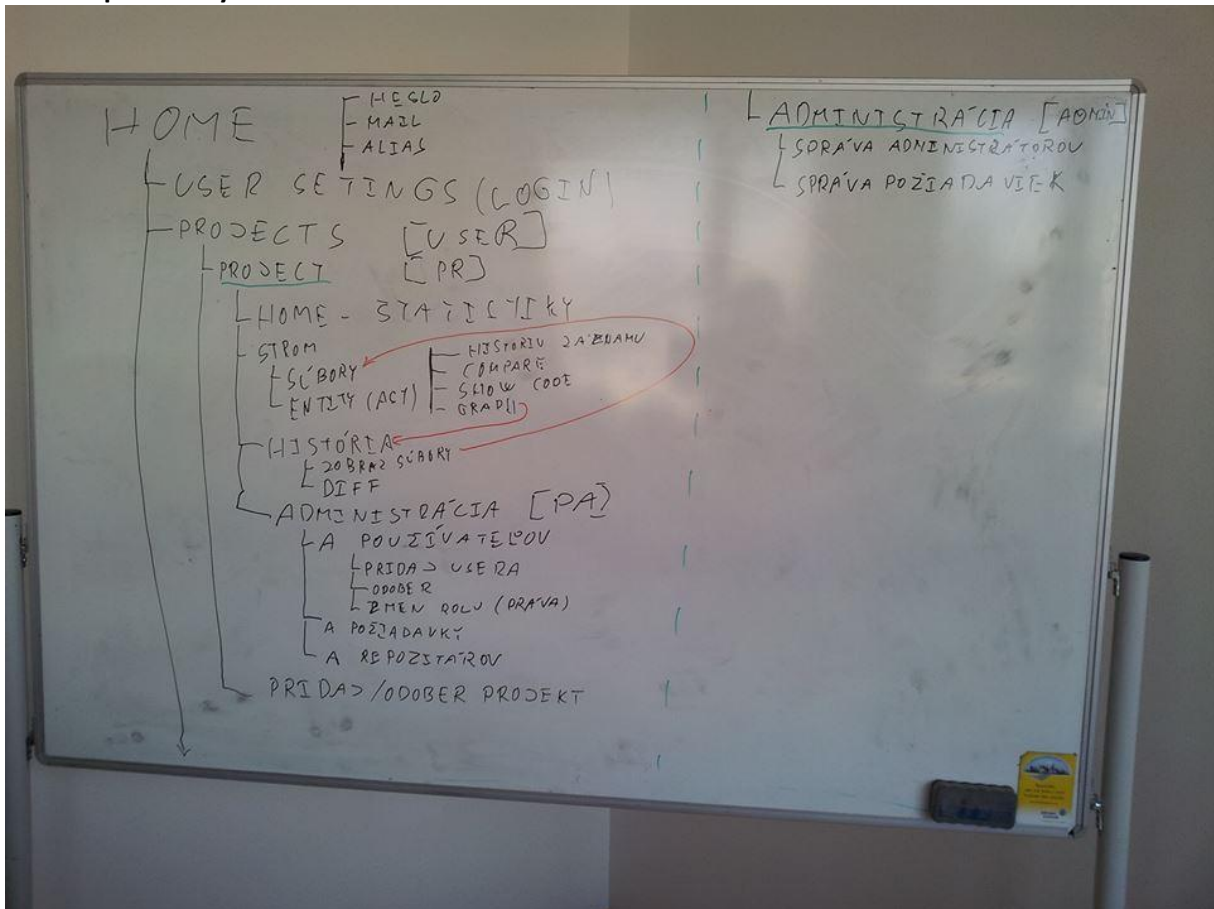 HOME
HESLO
MAIL
ALIAS
USER SETINGS (LOGIN)
PROJECTS [USER]
PROJECT [PR]
HOME - STATISTIKY
STROM
SÚBORY
ENTITY (ACT)
HISTORIU ZÁZNAMU
COMPARE
SHOW CODE
HISTÓRIA
ZOBRAZ SÚBORY
DIFF
ADMINISTRÁCIA [PA]
A POUŽÍVATEĽOV
PRIDAJ USERA
ODOBER
ZMEN ROLU (PRÁVA)
A POŽIADAVKY
A REPOZITÁROV
PRIDAJ/ODOBER PROJEKT
ADMINISTRÁCIA [ADMIN]
SPRÁVA ADMINISTRÁTOROV
SPRÁVA POŽIADAVIEK